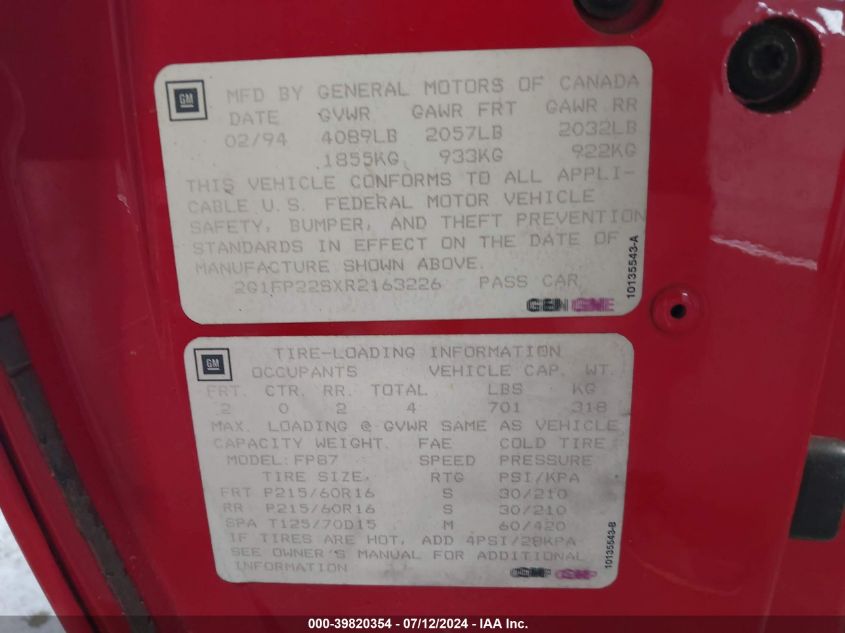 GM
MFD BY GENERAL MOTORS OF CANADA
DATE GVWR GAWR FRT GAWR RR
02/94 4089LB 2057LB 2032LB
1855KG 933KG 922KG
THIS VEHICLE CONFORMS TO ALL APPLI-
CABLE U.S. FEDERAL MOTOR VEHICLE
SAFETY, BUMPER, AND THEFT PREVENTION
STANDARDS IN EFFECT ON THE DATE OF
MANUFACTURE SHOWN ABOVE.
2G1FP22SXR2163226 PASS CAR
10135543-A
GM
TIRE-LOADING INFORMATION
OCCUPANTS VEHICLE CAP. WT.
FRT. CTR. RR. TOTAL LBS KG
2 0 2 4 701 318
MAX. LOADING @ GVWR SAME AS VEHICLE
CAPACITY WEIGHT. FAE COLD TIRE
MODEL: FP87 SPEED PRESSURE
TIRE SIZE. RTG PSI/KPA
FRT P215/60R16 S 30/210
RR P215/60R16 S 30/210
SPA T125/70D15 M 60/420
IF TIRES ARE HOT, ADD 4PSI/28KPA
SEE OWNER'S MANUAL FOR ADDITIONAL
INFORMATION
10135543-B
000-39820354 - 07/12/2024 - IAAI Inc.